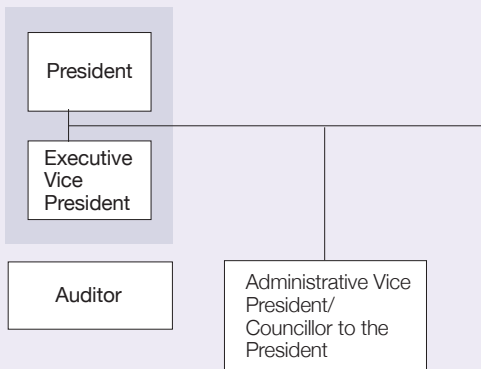 President
Executive
Vice
President
Auditor
Administrative Vice
President/
Councillor to the
President